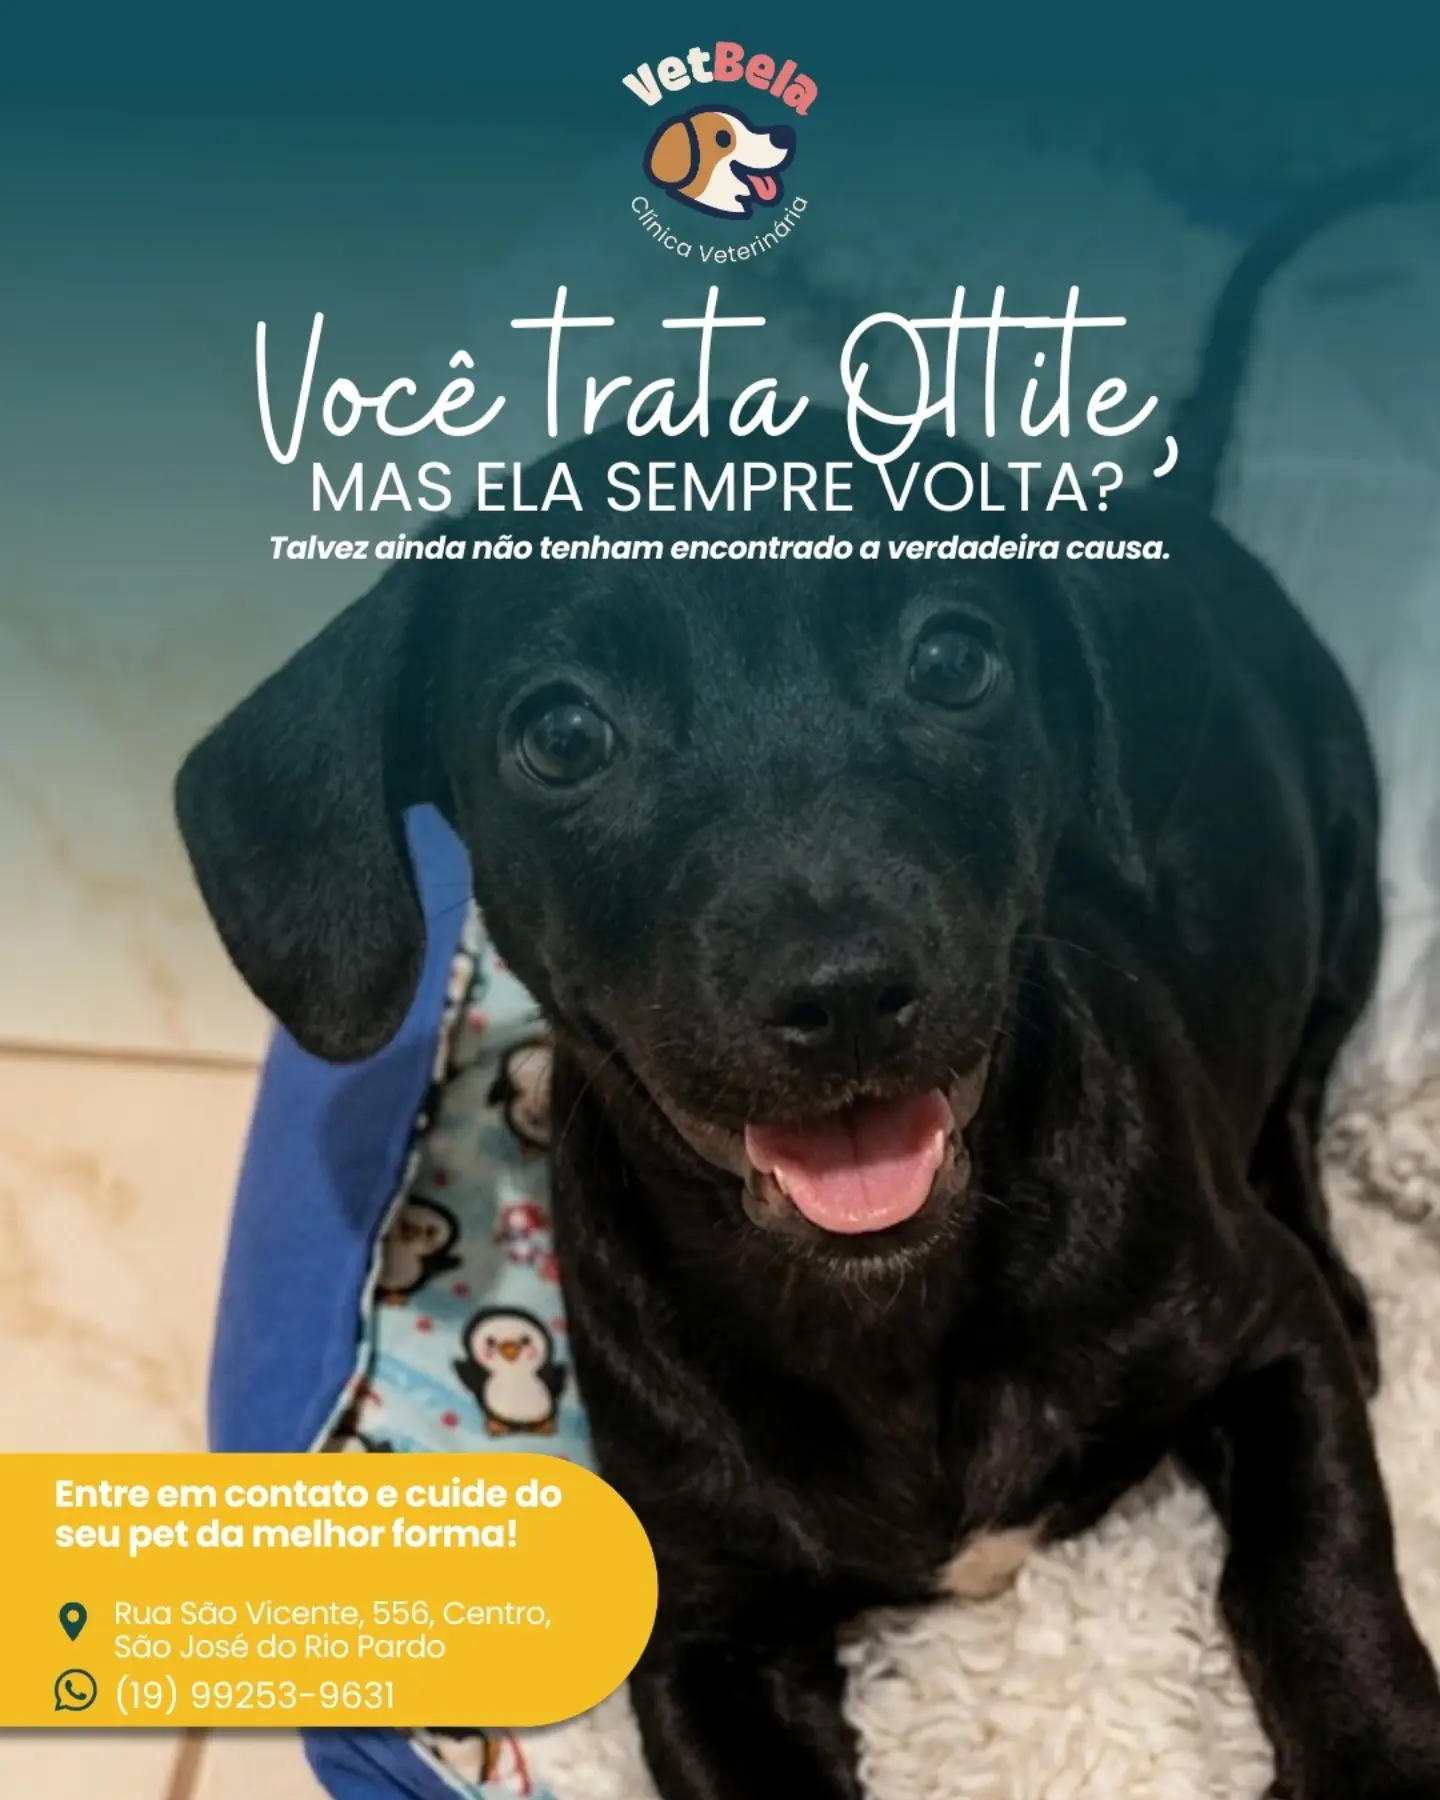 VetBela
Clínica Veterinária
Você trata Ottite,
MAS ELA SEMPRE VOLTA?
Talvez ainda não tenham encontrado a verdadeira causa.
Entre em contato e cuide do
seu pet da melhor forma!
Rua São Vicente, 556, Centro,
São José do Rio Pardo
(19) 99253-9631